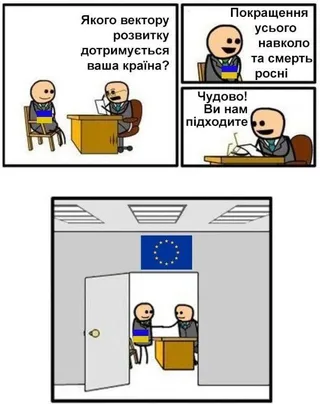 Якого вектору
розвитку
дотримується
ваша країна?
Покращення
усього
навколо
та смерть
росні
Чудово!
Ви нам
підходите